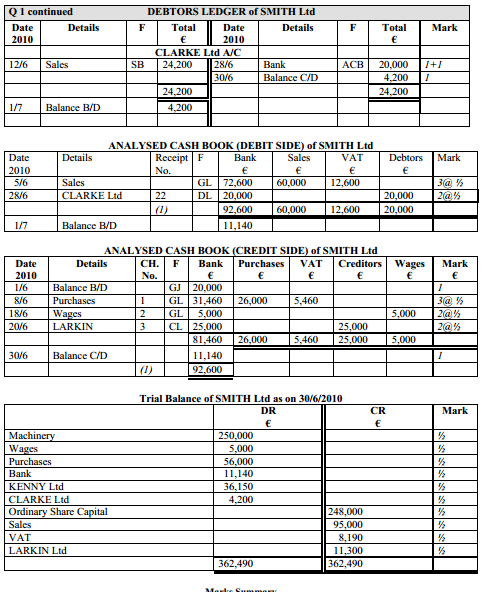 Q 1 continued DEBTORS LEDGER of SMITH Ltd
Date Details F Total Date Details F Total Mark
2010 € 2010 €
CLARKE Ltd A/C
12/6 Sales SB 24,200 28/6 Bank ACB 20,000 1+1
30/6 Balance C/D 4,200 1
24,200 24,200
1/7 Balance B/D 4,200
ANALYSED CASH BOOK (DEBIT SIDE) of SMITH Ltd
Date Details Receipt F Bank Sales VAT Debtors Mark
2010 No. € € € €
5/6 Sales GL 72,600 60,000 12,600 3@ ½
28/6 CLARKE Ltd 22 DL 20,000 20,000 2@½
(1) 92,600 60,000 12,600 20,000
1/7 Balance B/D 11,140
ANALYSED CASH BOOK (CREDIT SIDE) of SMITH Ltd
Date Details CH. F Bank Purchases VAT Creditors Wages Mark
2010 No. € € € € € €
1/6 Balance B/D GJ 20,000 1
8/6 Purchases 1 GL 31,460 26,000 5,460 3@ ½
18/6 Wages 2 GL 5,000 5,000 2@½
20/6 LARKIN 3 CL 25,000 25,000 2@½
81,460 26,000 5,460 25,000 5,000
30/6 Balance C/D 11,140 1
(1) 92,600
Trial Balance of SMITH Ltd as on 30/6/2010
DR CR Mark
€ €
Machinery 250,000 ½
Wages 5,000 ½
Purchases 56,000 ½
Bank 11,140 ½
KENNY Ltd 36,150 ½
CLARKE Ltd 4,200 ½
Ordinary Share Capital 248,000 ½
Sales 95,000 ½
VAT 8,190 ½
LARKIN Ltd 11,300 ½
362,490 362,490
Marks Summary